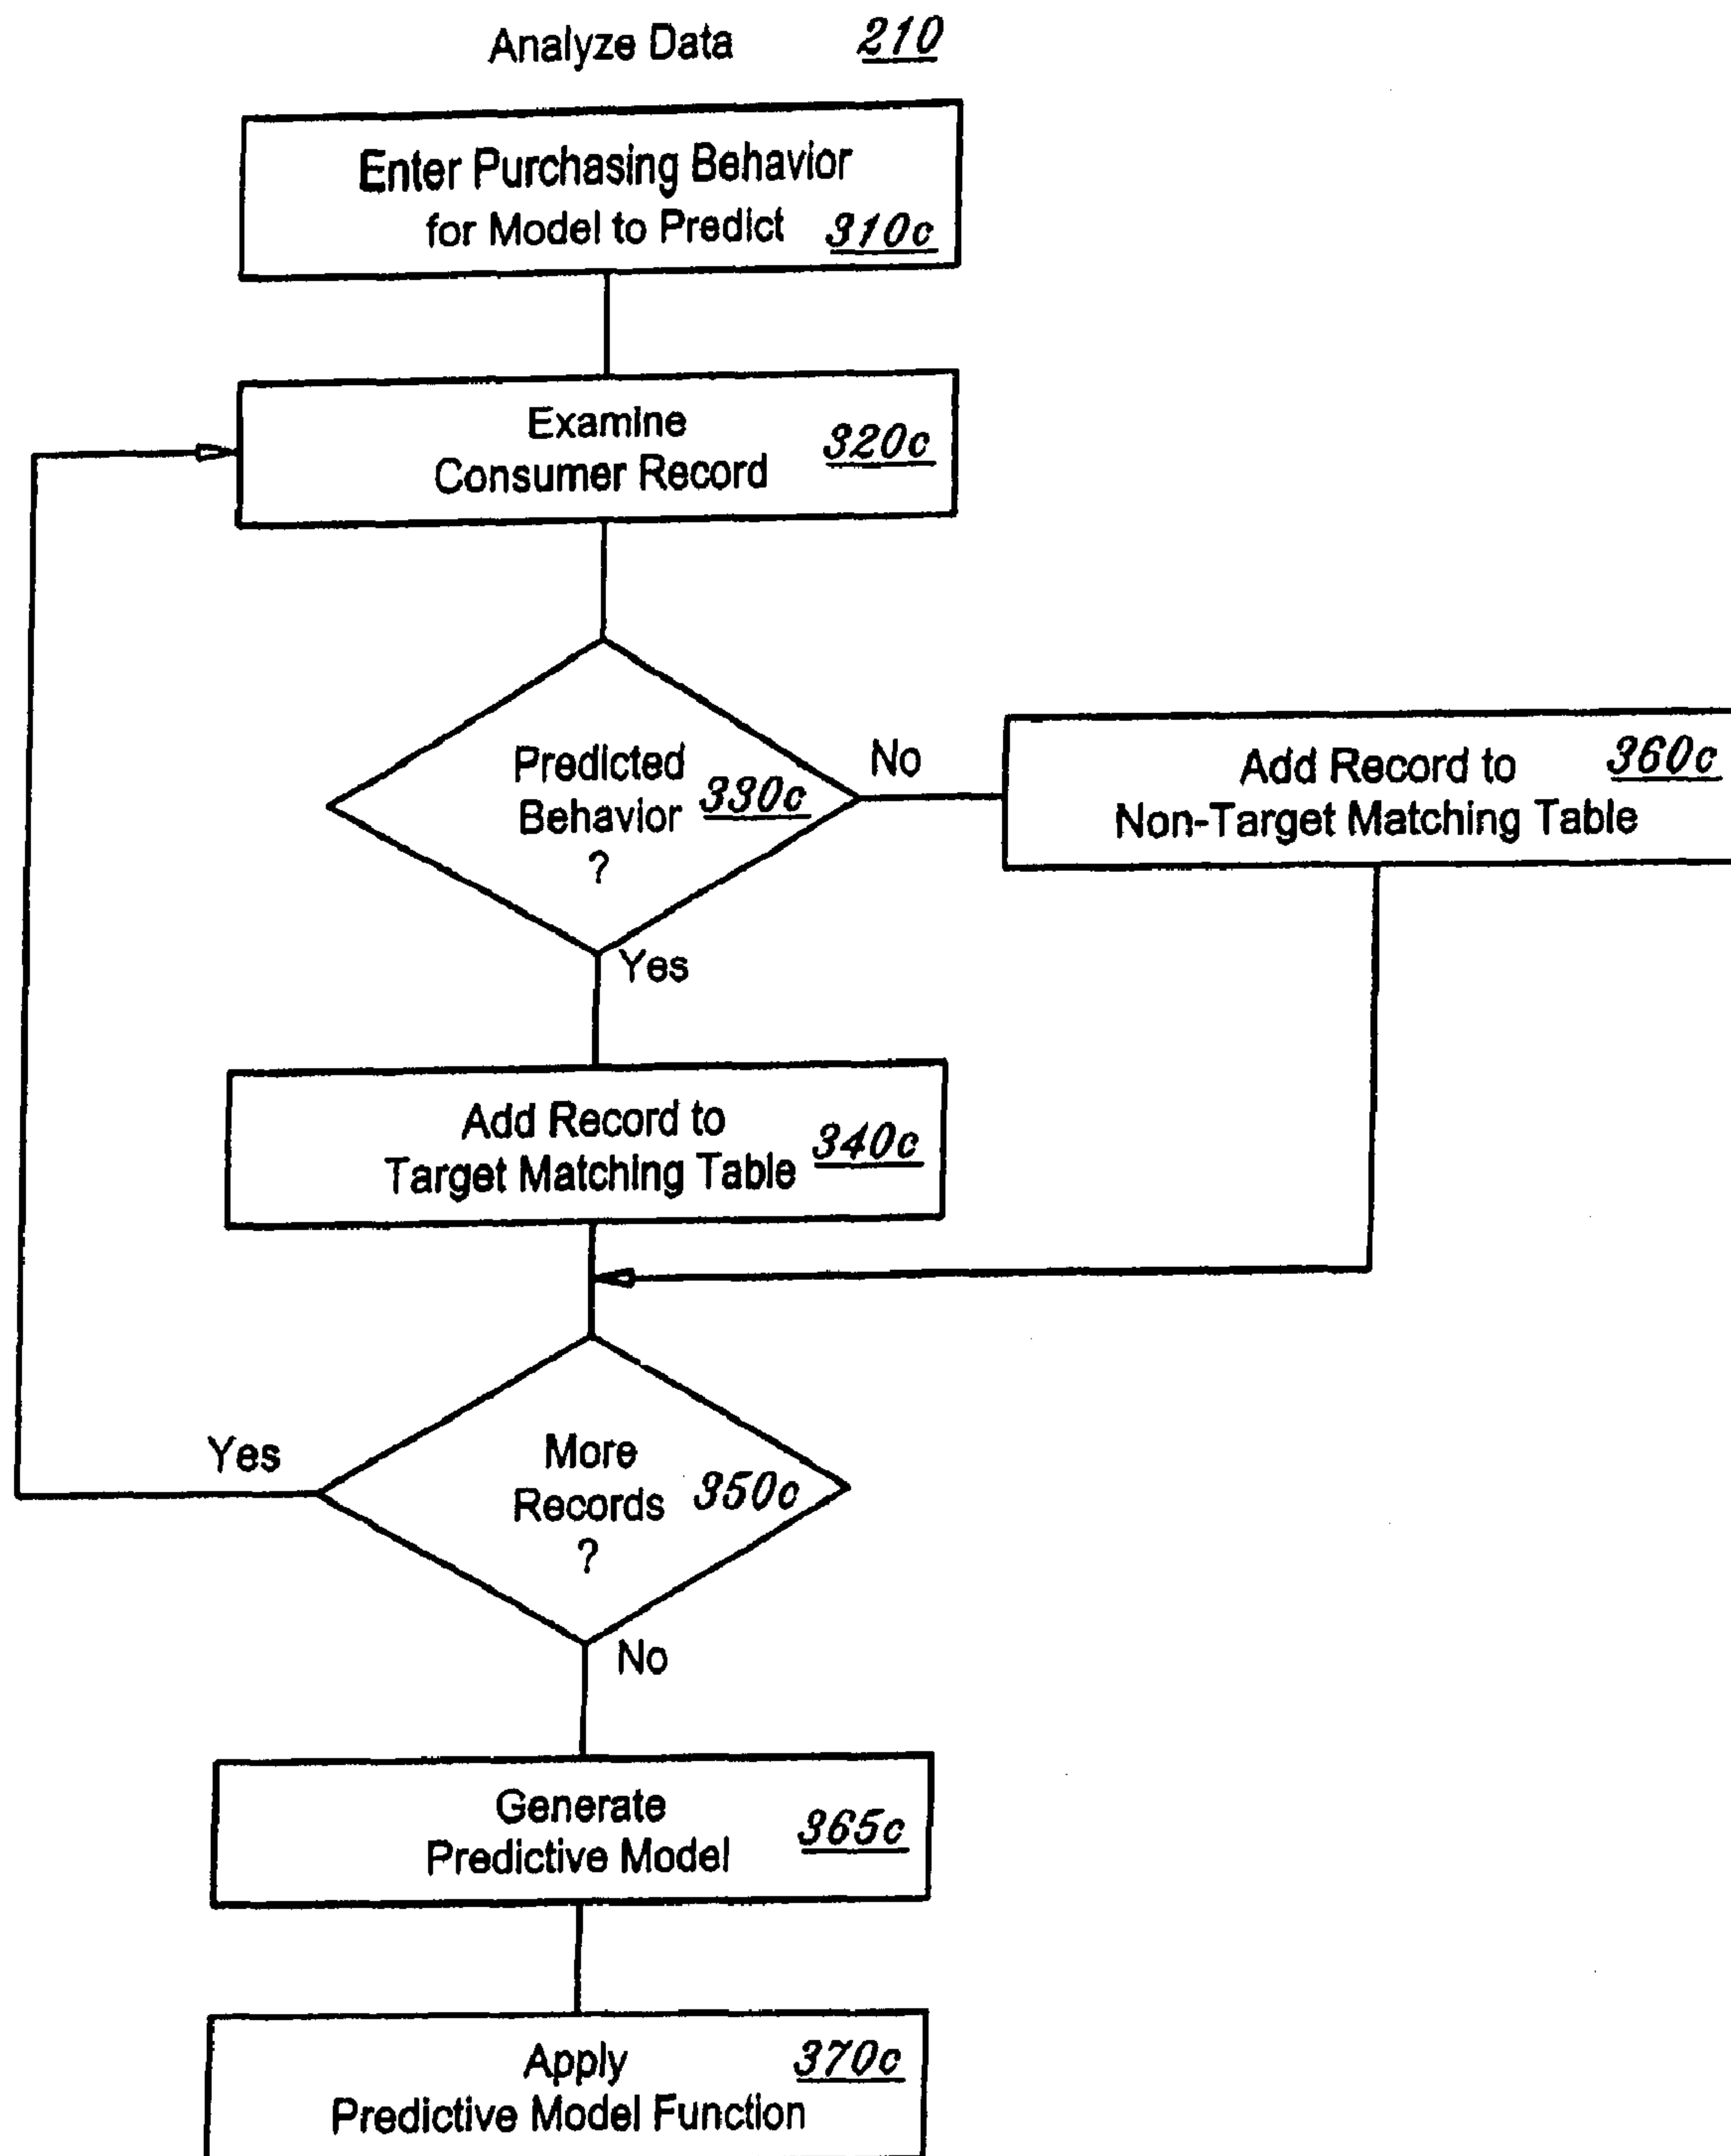 Analyze Data 210
Enter Purchasing Behavior
for Model to Predict 310c
Examine
Consumer Record 320c
Predicted
Behavior 330c
?
No
Add Record to 360c
Non-Target Matching Table
Yes
Add Record to
Target Matching Table 340c
Yes
More
Records 350c
?
No
Generate
Predictive Model 365c
Apply 370c
Predictive Model Function